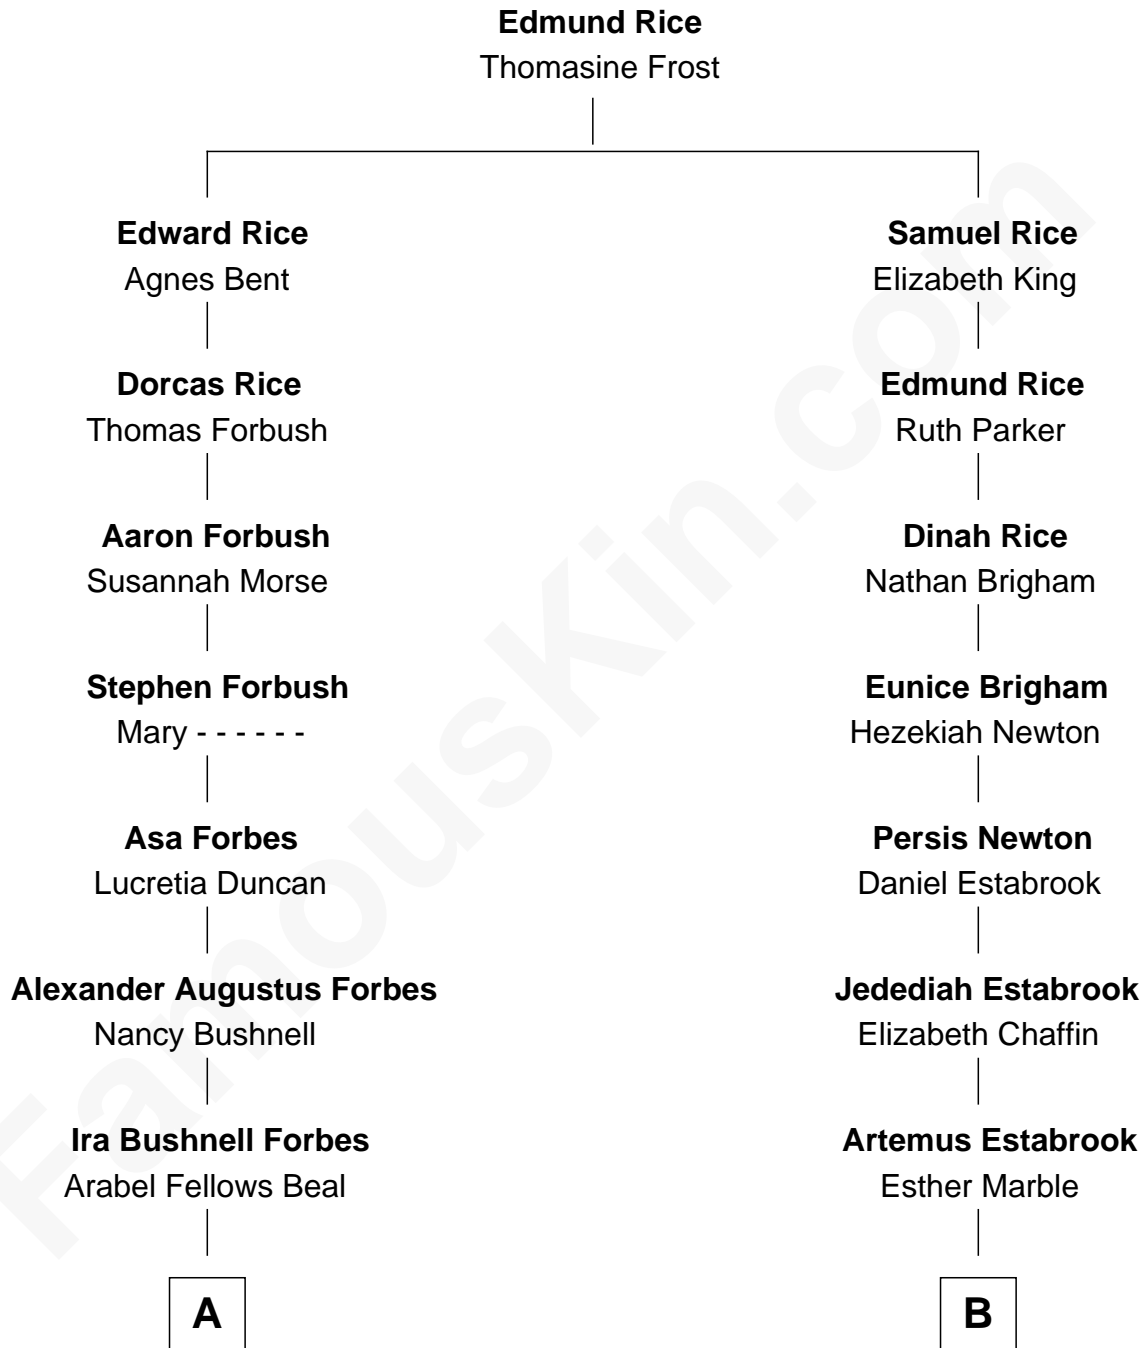 Edmund Rice
Thomasine Frost
Edward Rice
Agnes Bent
Samuel Rice
Elizabeth King
Dorcas Rice
Thomas Forbush
Edmund Rice
Ruth Parker
Aaron Forbush
Susannah Morse
Dinah Rice
Nathan Brigham
Stephen Forbush
Mary - - - - - -
Eunice Brigham
Hezekiah Newton
Asa Forbes
Lucretia Duncan
Persis Newton
Daniel Estabrook
Alexander Augustus Forbes
Nancy Bushnell
Jedediah Estabrook
Elizabeth Chaffin
Ira Bushnell Forbes
Arabel Fellows Beal
Artemus Estabrook
Esther Marble
A
B
FamousKin.com